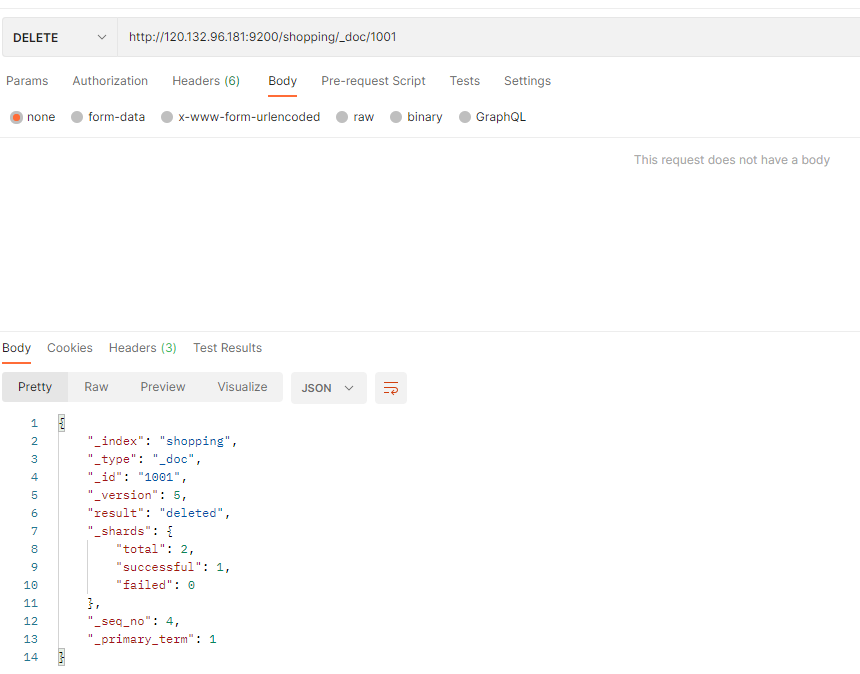 DELETE http://120.132.96.181:9200/shopping/_doc/1001
Params Authorization Headers (6) Body Pre-request Script Tests Settings
none form-data x-www-form-urlencoded raw binary GraphQL
This request does not have a body
Body Cookies Headers (3) Test Results
Pretty Raw Preview Visualize JSON
1 {
2 "_index": "shopping",
3 "_type": "_doc",
4 "_id": "1001",
5 "_version": 5,
6 "result": "deleted",
7 "_shards": {
8 "total": 2,
9 "successful": 1,
10 "failed": 0
11 },
12 "_seq_no": 4,
13 "_primary_term": 1
14 }